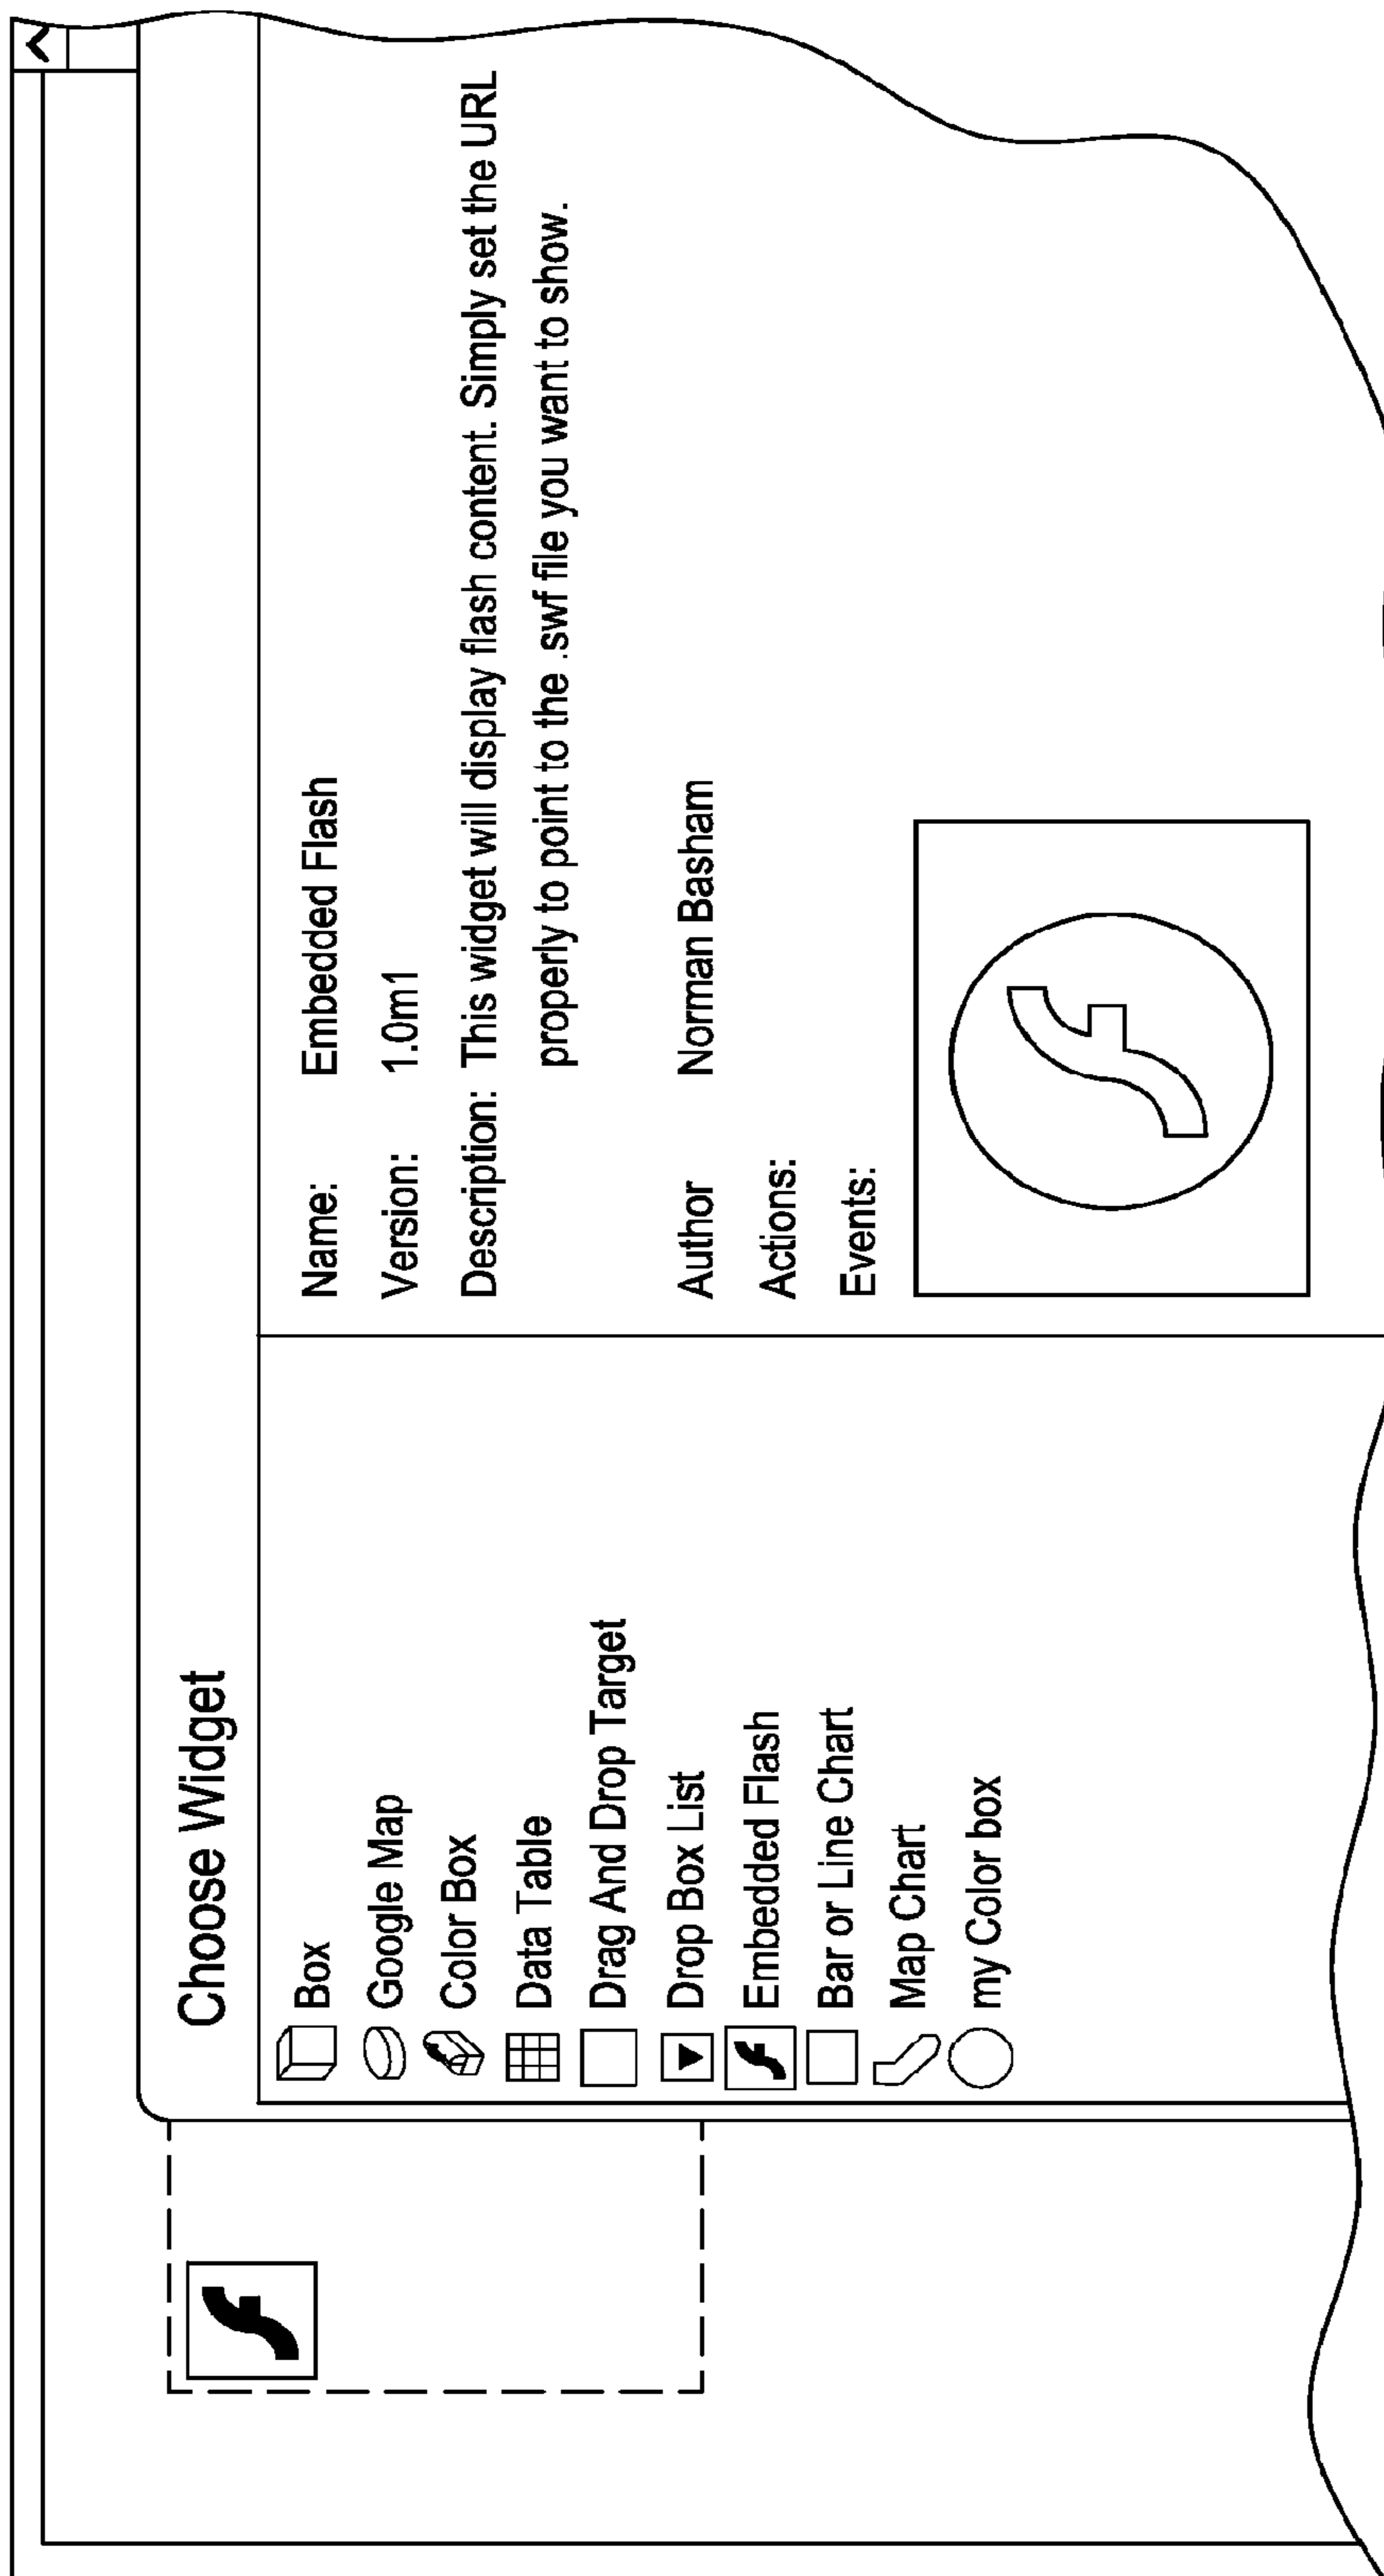 Choose Widget
Box
Google Map
Color Box
Data Table
Drag And Drop Target
Drop Box List
Embedded Flash
Bar or Line Chart
Map Chart
my Color box
Name: Embedded Flash
Version: 1.0m1
Description: This widget will display flash content. Simply set the URL
properly to point to the .swf file you want to show.
Author Norman Basham
Actions:
Events: